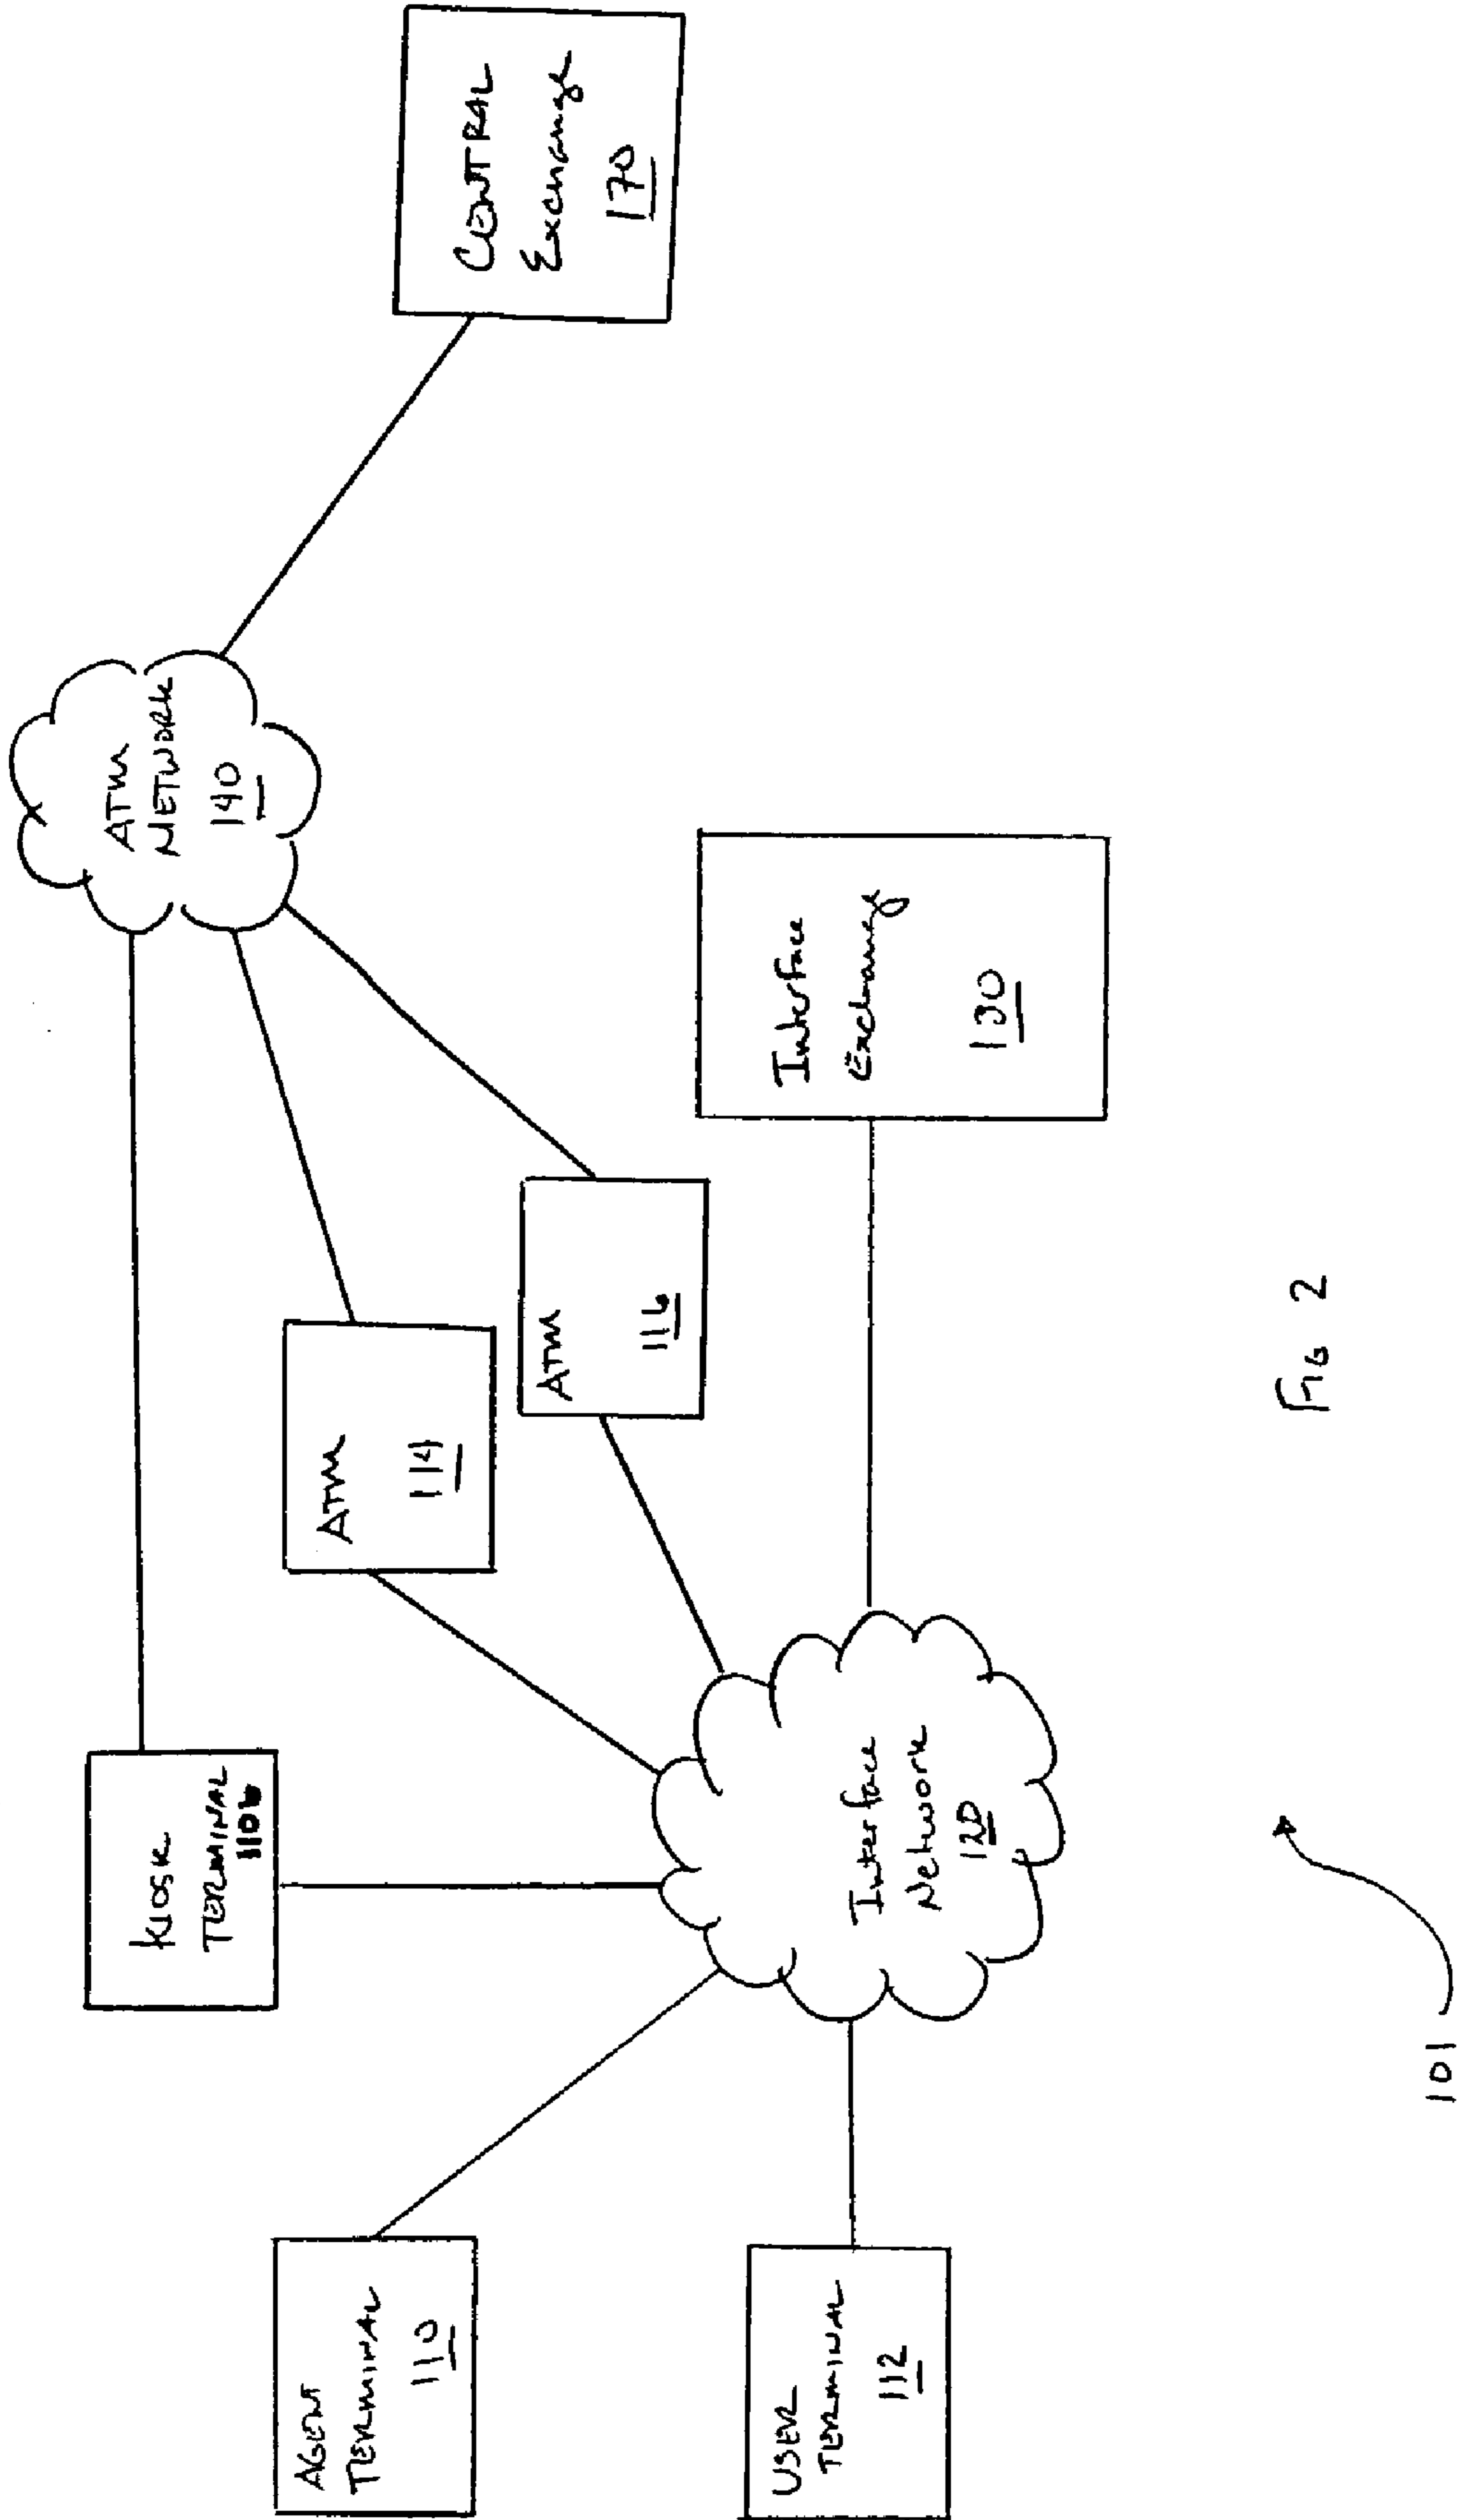 ATM
NETWORK
140
KIOSK
TERMINAL
CENTRAL
Exchange
170
AGENT
TERMINAL
110
ATM
114
ATM
116
Interface
Exchange
130
USER
TERMINAL
112
Interface
Network
120
FIG 2
101